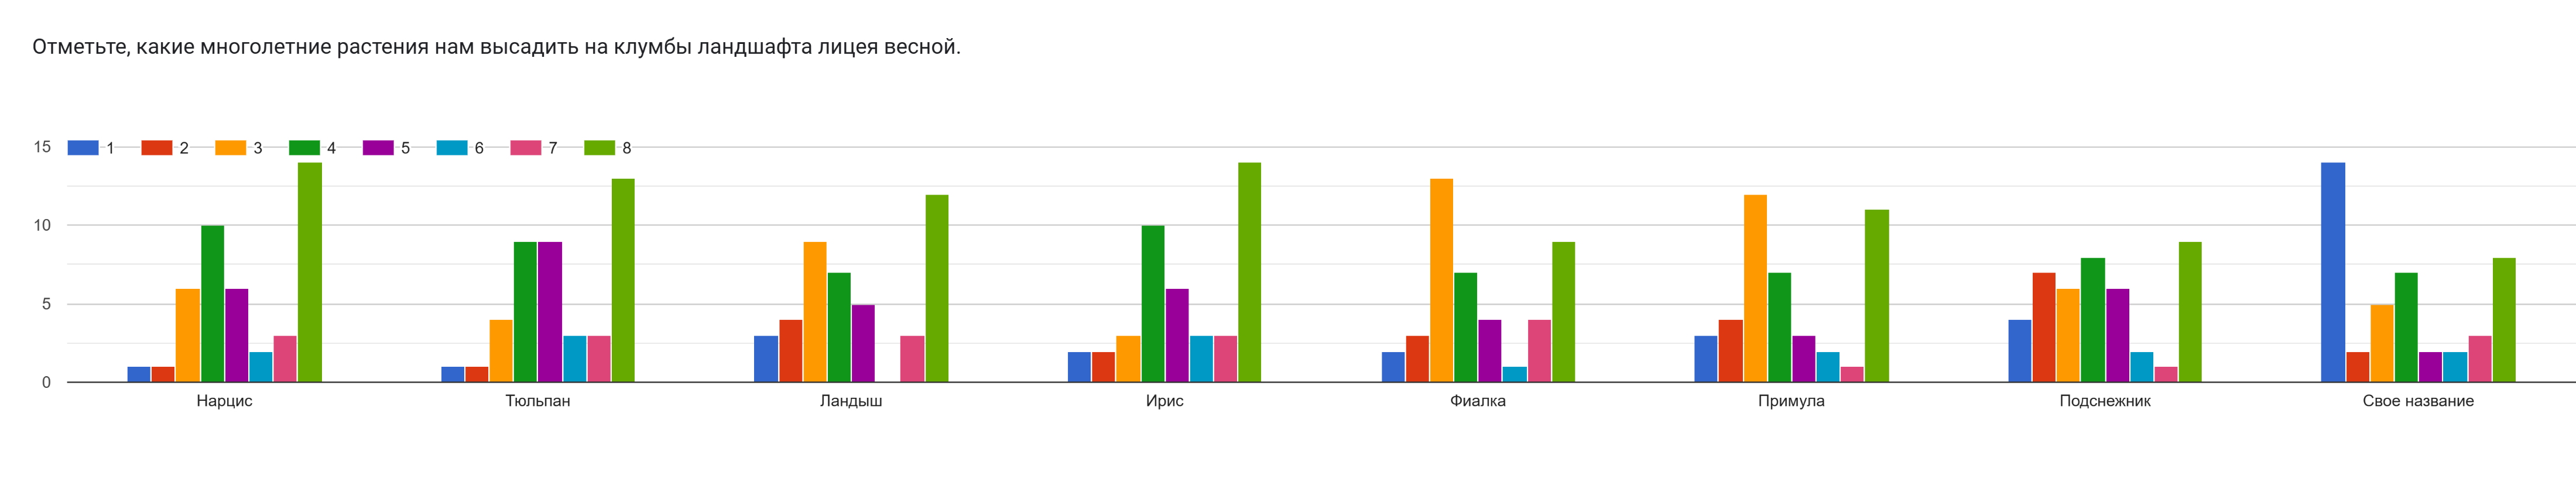 Отметьте, какие многолетние растения нам высадить на клумбы ландшафта лицея весной.
15 1 2 3 4 5 6 7 8
10
5
0
Нарцис Тюльпан Ландыш Ирис Фиалка Примула Подснежник Свое название